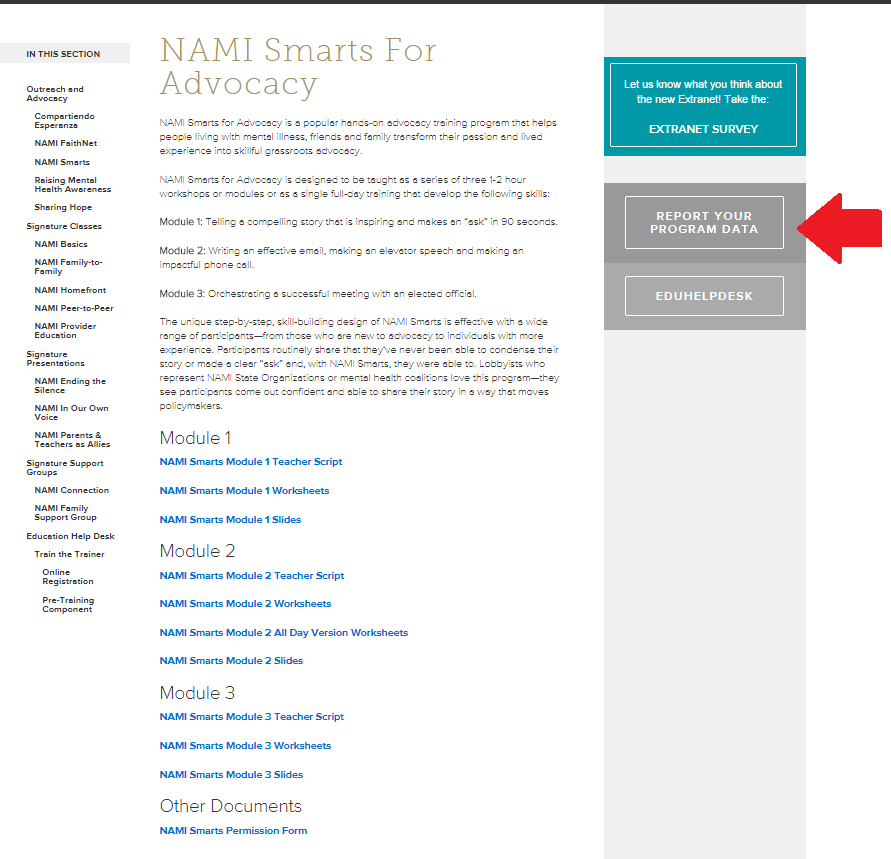 IN THIS SECTION
Outreach and
Advocacy
Compartiendo
Esperanza
NAMI FaithNet
NAMI Smarts
Raising Mental
Health Awareness
Sharing Hope
Signature Classes
NAMI Basics
NAMI Family-to-
Family
NAMI Homefront
NAMI Peer-to-Peer
NAMI Provider
Education
Signature
Presentations
NAMI Ending the
Silence
NAMI In Our Own
Voice
NAMI Parents &
Teachers as Allies
Signature Support
Groups
NAMI Connection
NAMI Family
Support Group
Education Help Desk
Train the Trainer
Online
Registration
Pre-Training
Component
NAMI Smarts For
Advocacy
NAMI Smarts for Advocacy is a popular hands-on advocacy training program that helps
people living with mental illness, friends and family transform their passion and lived
experience into skillful grassroots advocacy.
NAMI Smarts for Advocacy is designed to be taught as a series of three 1-2 hour
workshops or modules or as a single full-day training that develop the following skills:
Module 1: Telling a compelling story that is inspiring and makes an “ask” in 90 seconds.
Module 2: Writing an effective email, making an elevator speech and making an
impactful phone call.
Module 3: Orchestrating a successful meeting with an elected official.
The unique step-by-step, skill-building design of NAMI Smarts is effective with a wide
range of participants—from those who are new to advocacy to individuals with more
experience. Participants routinely share that they've never been able to condense their
story or made a clear “ask” and, with NAMI Smarts, they were able to. Lobbyists who
represent NAMI State Organizations or mental health coalitions love this program—they
see participants come out confident and able to share their story in a way that moves
policymakers.
Module 1
NAMI Smarts Module 1 Teacher Script
NAMI Smarts Module 1 Worksheets
NAMI Smarts Module 1 Slides
Module 2
NAMI Smarts Module 2 Teacher Script
NAMI Smarts Module 2 Worksheets
NAMI Smarts Module 2 All Day Version Worksheets
NAMI Smarts Module 2 Slides
Module 3
NAMI Smarts Module 3 Teacher Script
NAMI Smarts Module 3 Worksheets
NAMI Smarts Module 3 Slides
Other Documents
NAMI Smarts Permission Form
Let us know what you think about
the new Extranet! Take the:
EXTRANET SURVEY
REPORT YOUR
PROGRAM DATA
EDUHELPDESK